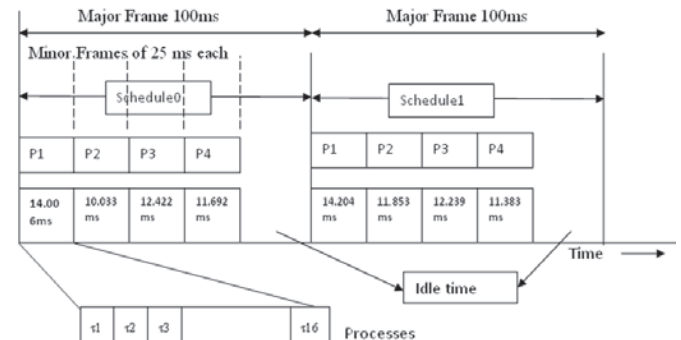 Major Frame 100ms
Major Frame 100ms
Minor Frames of 25 ms each
Schedule0
Schedule1
P1 P2 P3 P4
P1 P2 P3 P4
14.00 10.033 12.422 11.692
6ms ms ms ms
14.204 11.853 12.239 11.383
ms ms ms ms
Time
Idle time
τ1 τ2 τ3 τ16
Processes